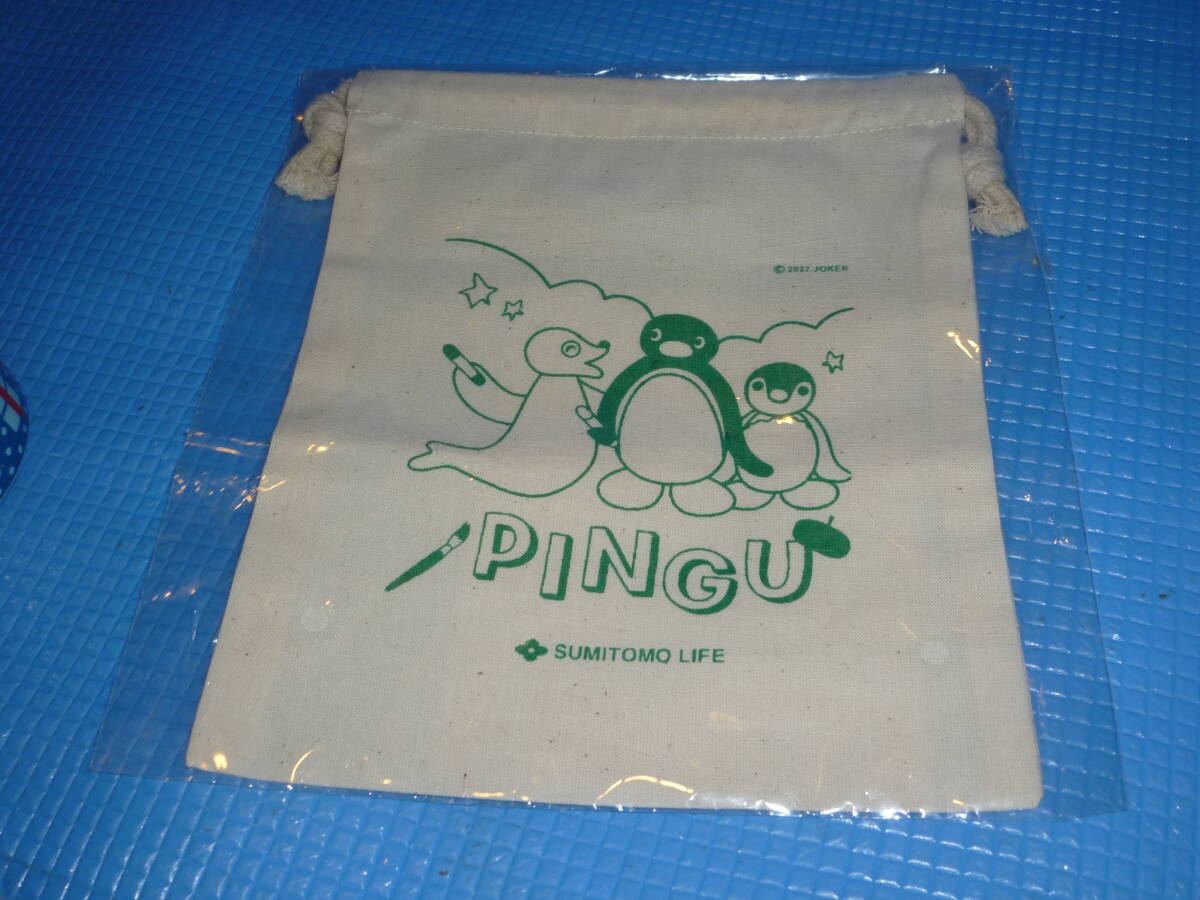 © 2027 JOKER
PINGU
SUMITOMO LIFE